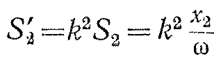 S′₂ = k²S₂ = k² x₂/ω